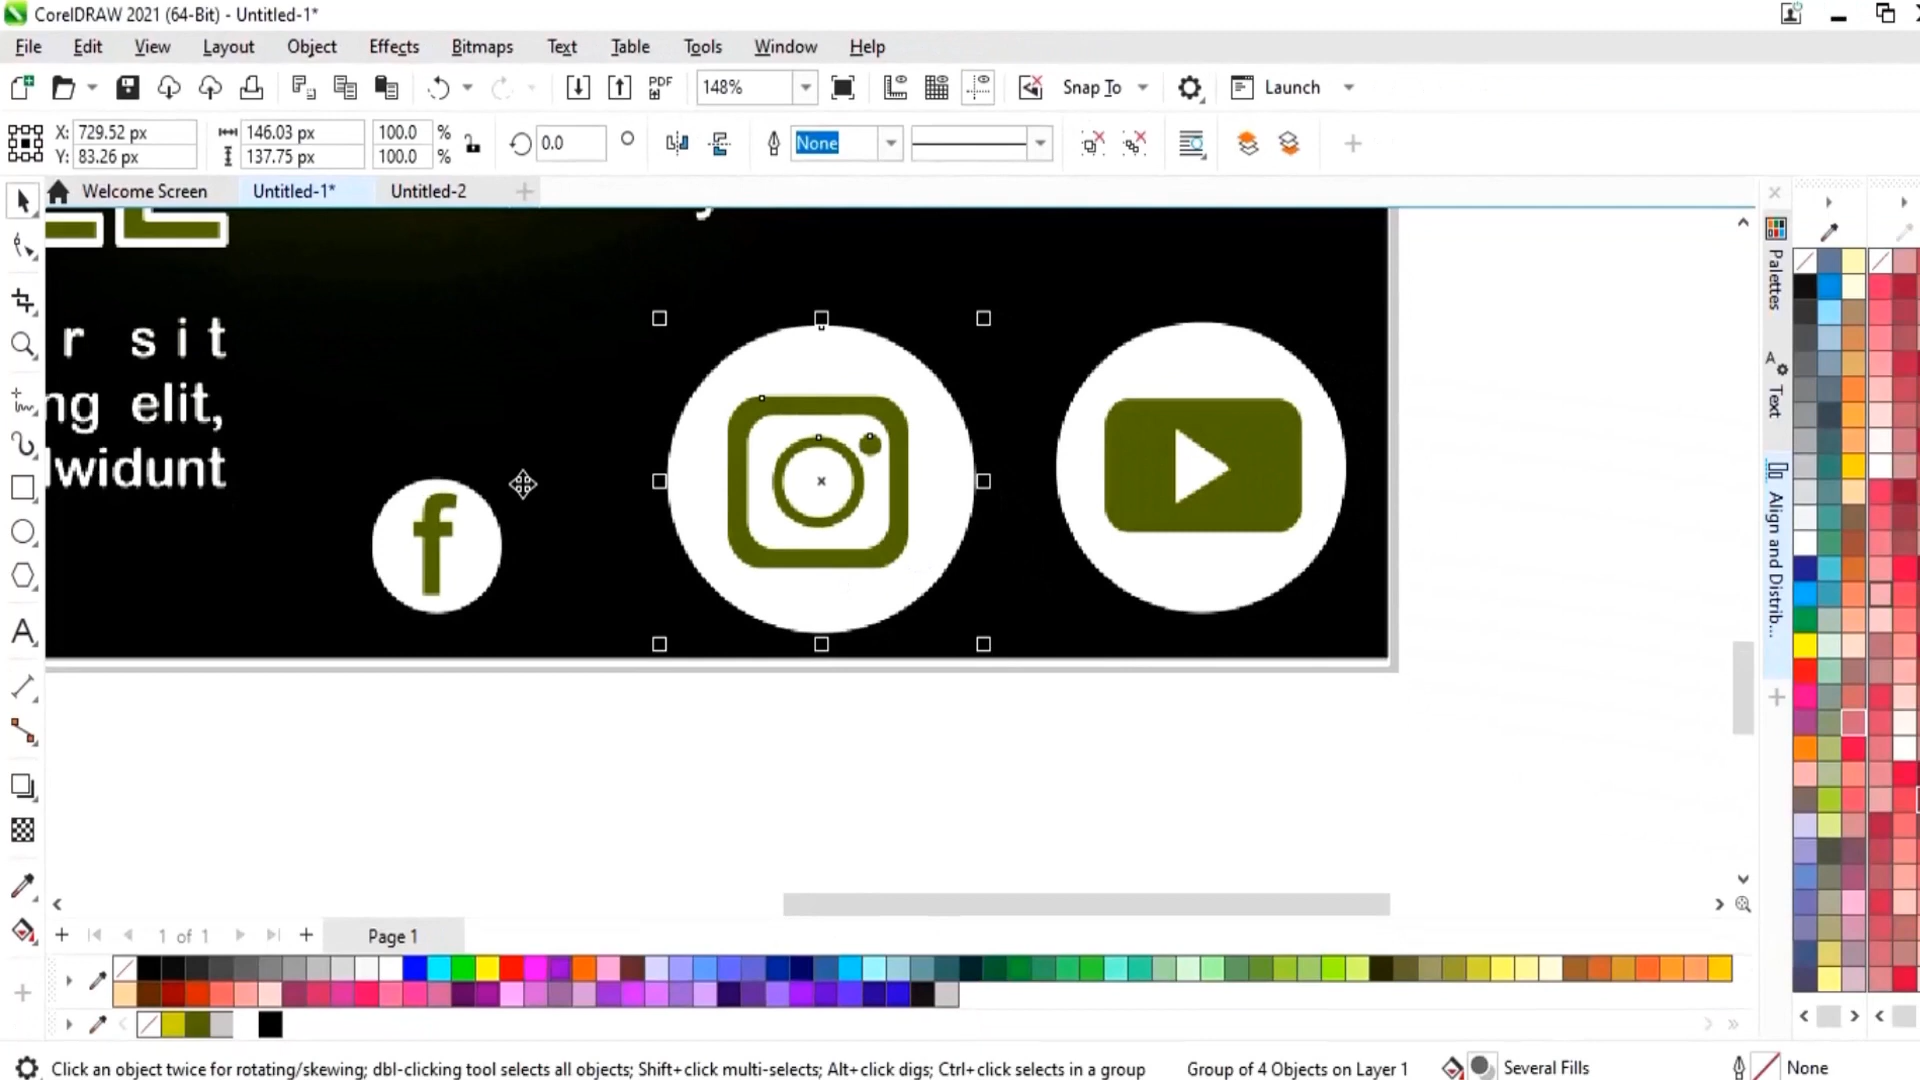 CorelDRAW 2021 (64-Bit) - Untitled-1*
File Edit View Layout Object Effects Bitmaps Text Table Tools Window Help
PDF 148% Snap To Launch
X: 729.52 px 146.03 px 100.0 % 0.0 None
Y: 83.26 px 137.75 px 100.0 %
Welcome Screen Untitled-1* Untitled-2
Palettes
Text
Align and Distrib...
r sit
ng elit,
lwidunt
f
1 of 1 Page 1
Click an object twice for rotating/skewing; dbl-clicking tool selects all objects; Shift+click multi-selects; Alt+click digs; Ctrl+click selects in a group Group of 4 Objects on Layer 1 Several Fills None